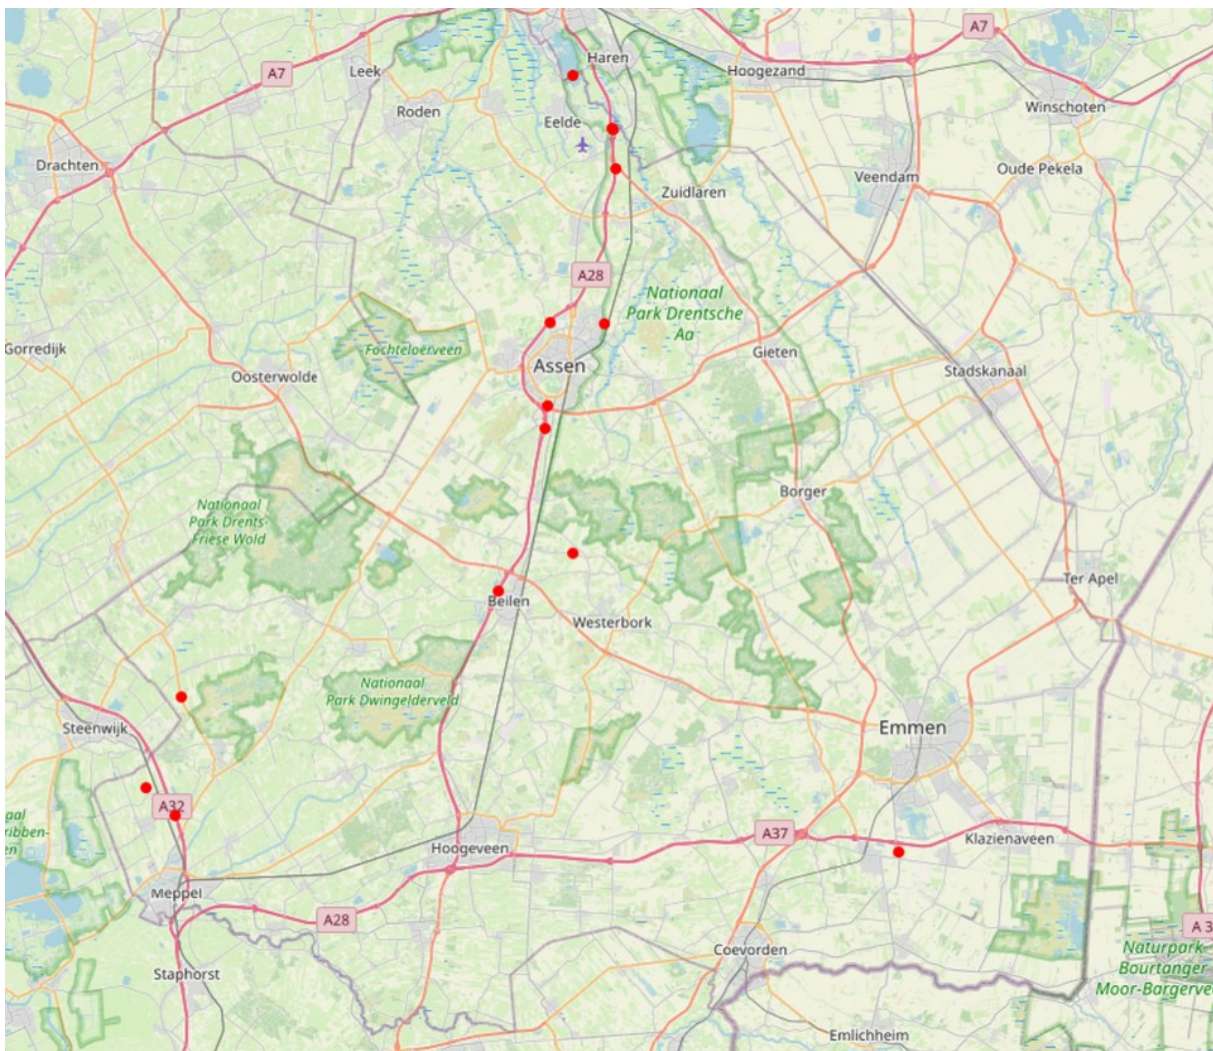 A7
Haren
A7
Leek
Hoogezand
Roden
Winschoten
Eelde
Drachten
Oude Pekela
Veendam
Zuidlaren
A28
Nationaal
Park Drentsche
Aa
Gorredijk
Fochteloerveen
Gieten
Assen
Stadskanaal
Oosterwolde
Borger
Nationaal
Park Drents-
Friese Wold
Ter Apel
Beilen
Westerbork
Nationaal
Park Dwingelderveld
Steenwijk
Emmen
A32
A37
Klazienaveen
Hoogeveen
Meppel
A28
A 3
Coevorden
Naturpark
Bourtanger
Moor-Bargerve
Staphorst
Emlichheim